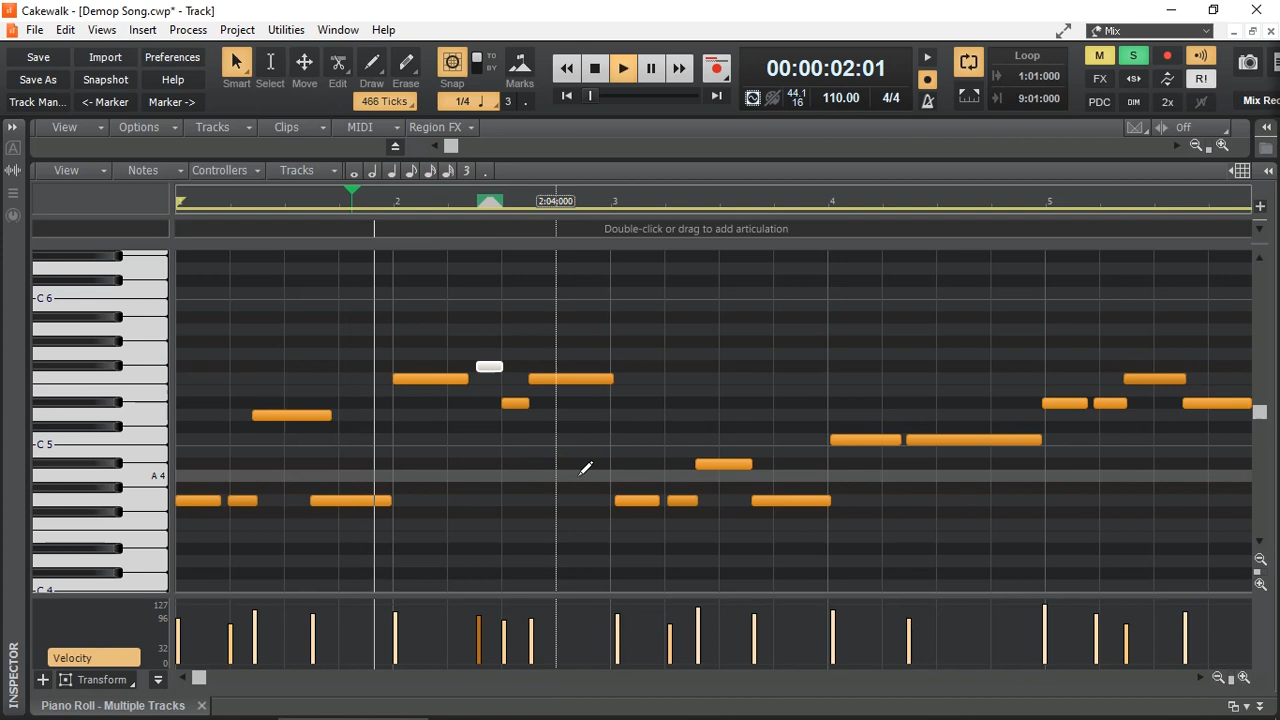 Cakewalk - [Demop Song.cwp* - Track]
File Edit Views Insert Process Project Utilities Window Help
Mix
Save Import Preferences
Save As Snapshot Help
Track Man... <- Marker Marker ->
Smart Select Move Edit Draw Erase Snap Marks
TO
BY
466 Ticks 1/4 3 .
00:00:02:01
44.1
16 110.00 4/4
Loop
1:01:000
9:01:000
M S
FX R!
PDC DIM 2x
Mix Rec
View Options Tracks Clips MIDI Region FX Off
View Notes Controllers Tracks 3 .
2 2:04:000 3 4 5
Double-click or drag to add articulation
C 6
C 5
A 4
C 4
127
96
32
0
Velocity
Transform
INSPECTOR
Piano Roll - Multiple Tracks